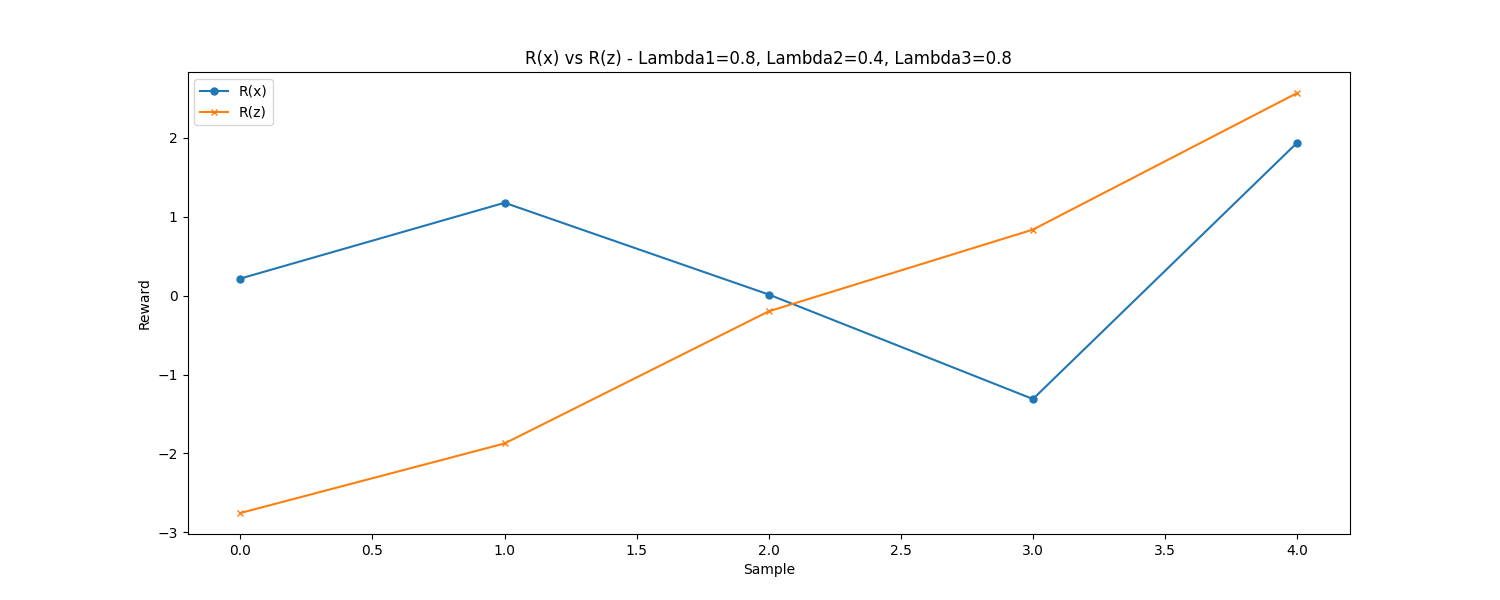 R(x) vs R(z) - Lambda1=0.8, Lambda2=0.4, Lambda3=0.8
R(x)
R(z)
Reward
2
1
0
−1
−2
−3
0.0 0.5 1.0 1.5 2.0 2.5 3.0 3.5 4.0
Sample